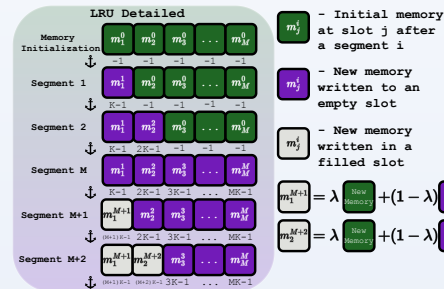 LRU Detailed
Memory Initialization m_1^0 m_2^0 m_3^0 ... m_M^0
-1 -1 -1 -1 -1
Segment 1 m_1^1 m_2^0 m_3^0 ... m_M^0
K-1 -1 -1 -1 -1
Segment 2 m_1^1 m_2^2 m_3^0 ... m_M^0
K-1 2K-1 -1 -1 -1
Segment M m_1^1 m_2^2 m_3^3 ... m_M^M
K-1 2K-1 3K-1 ... MK-1
Segment M+1 m_1^{M+1} m_2^2 m_3^3 ... m_M^M
(M+1)K-1 2K-1 3K-1 ... MK-1
Segment M+2 m_1^{M+1} m_2^{M+2} m_3^3 ... m_M^M
(M+1)K-1 (M+2)K-1 3K-1 ... MK-1
m_j^i - Initial memory
at slot j after
a segment i
m_j^i - New memory
written to an
empty slot
m_j^i - New memory
written in a
filled slot
m_1^{M+1} = λ New Memory +(1-λ)
m_2^{M+2} = λ New Memory +(1-λ)